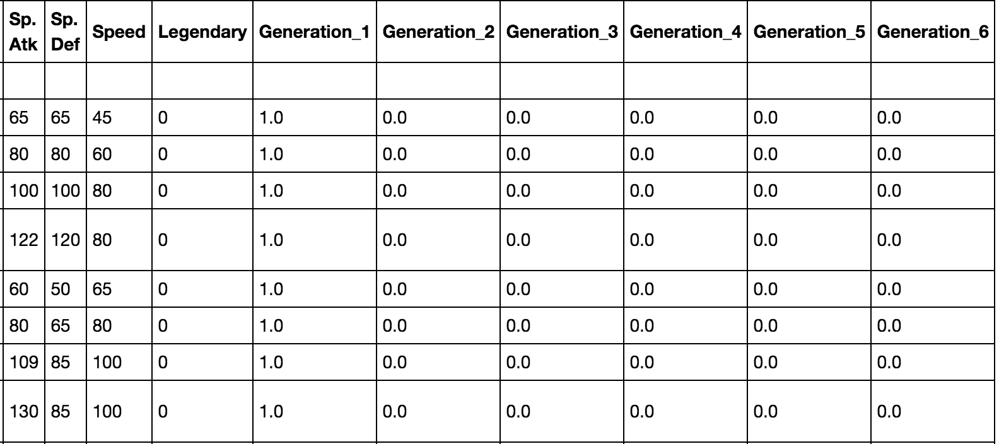 Sp. Atk Sp. Def Speed Legendary Generation_1 Generation_2 Generation_3 Generation_4 Generation_5 Generation_6
65 65 45 0 1.0 0.0 0.0 0.0 0.0 0.0
80 80 60 0 1.0 0.0 0.0 0.0 0.0 0.0
100 100 80 0 1.0 0.0 0.0 0.0 0.0 0.0
122 120 80 0 1.0 0.0 0.0 0.0 0.0 0.0
60 50 65 0 1.0 0.0 0.0 0.0 0.0 0.0
80 65 80 0 1.0 0.0 0.0 0.0 0.0 0.0
109 85 100 0 1.0 0.0 0.0 0.0 0.0 0.0
130 85 100 0 1.0 0.0 0.0 0.0 0.0 0.0